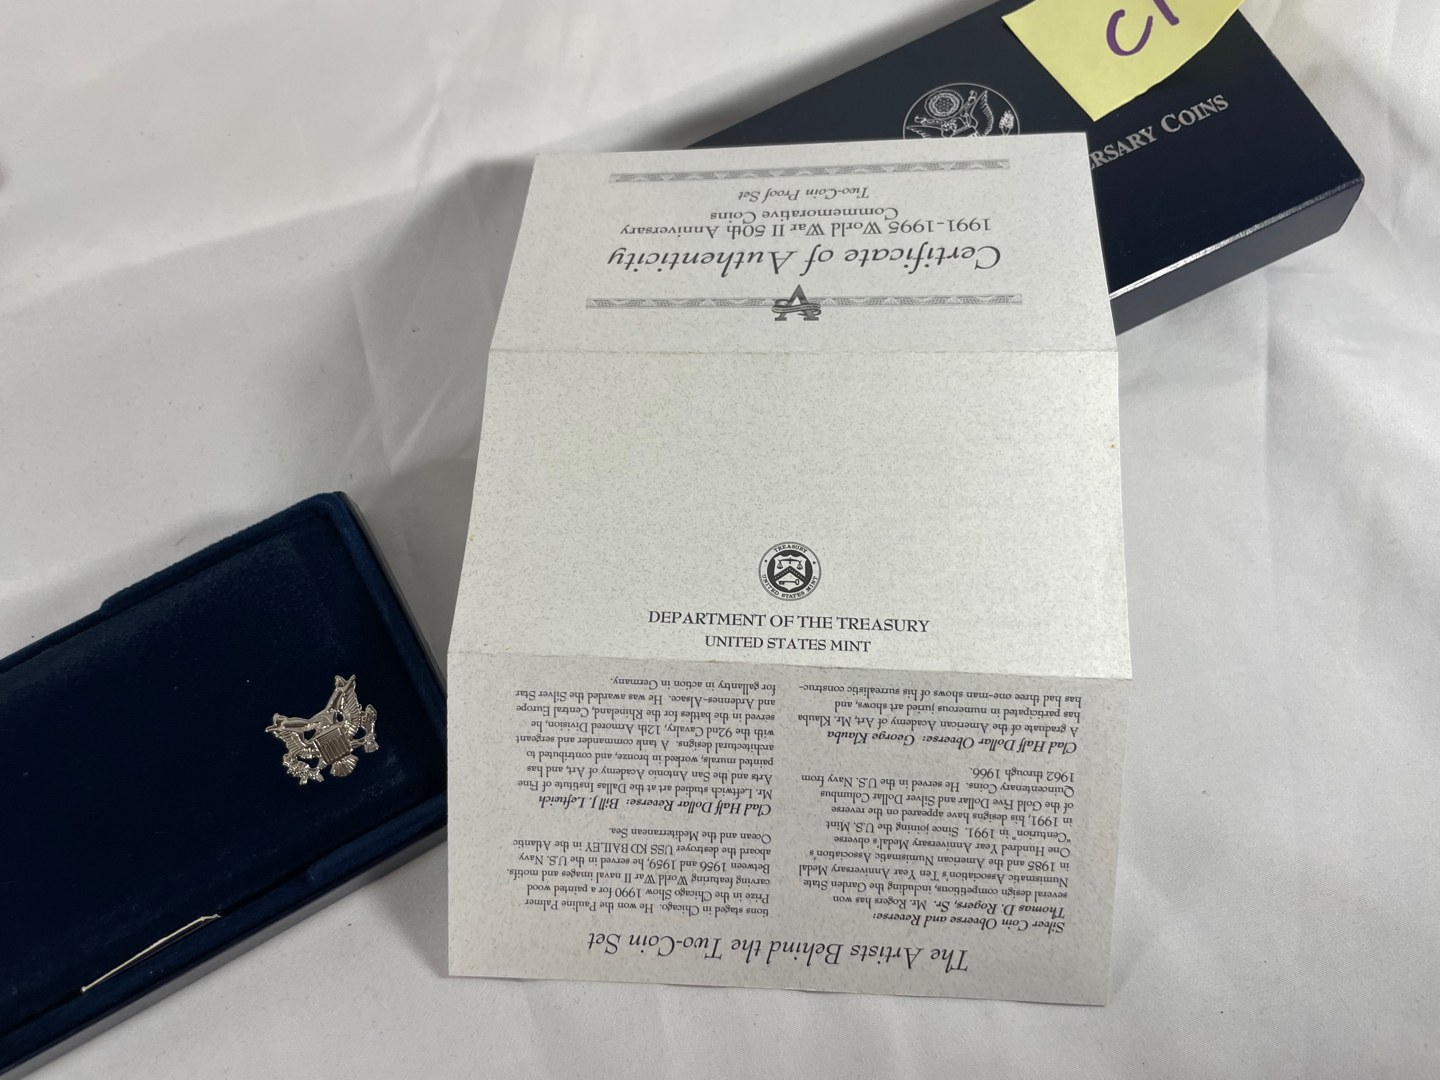 C1
RSARY COINS
Two-Coin Proof Set
1991-1995 World War II 50th Anniversary
Commemorative Coins
Certificate of Authenticity
TREASURY
UNITED STATES MINT
DEPARTMENT OF THE TREASURY
UNITED STATES MINT
The Artists Behind the Two-Coin Set
Silver Coin Obverse and Reverse:
Thomas D. Rogers, Sr. Mr. Rogers has won
several design competitions, including the Garden State
Numismatic Association's Ten Year Anniversary Medal
in 1985 and the American Numismatic Association's
One Hundred Year Anniversary Medal's obverse
"Centurion" in 1991. Since joining the U.S. Mint
in 1991, his designs have appeared on the reverse
of the Gold Five Dollar and Silver Dollar Columbus
Quincentenary Coins. He served in the U.S. Navy from
1962 through 1966.
Clad Half Dollar Obverse: George Klauba
A graduate of the American Academy of Art, Mr. Klauba
has participated in numerous juried art shows, and
has had three one-man shows of his surrealistic construc-
tions staged in Chicago. He won the Pauline Palmer
Prize in the Chicago Show 1990 for a painted wood
carving featuring World War II naval images and motifs.
Between 1956 and 1959, he served in the U.S. Navy
aboard the destroyer USS KD BAILEY in the Atlantic
Ocean and the Mediterranean Sea.
Clad Half Dollar Reverse: Bill J. Leftwich
Mr. Leftwich studied art at the Dallas Institute of Fine
Arts and the San Antonio Academy of Art, and has
painted murals, worked in bronze, and contributed to
architectural designs. A tank commander and sergeant
with the 92nd Cavalry, 12th Armored Division, he
served in the battles for the Rhineland, Central Europe
and Ardennes-Alsace. He was awarded the Silver Star
for gallantry in action in Germany.